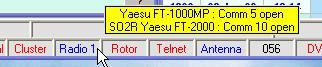 Yaesu FT-1000MP : Comm 5 open
SO2R Yaesu FT-2000 : Comm 10 open
Cluster Radio 1 Rotor Telnet Antenna 056 DV